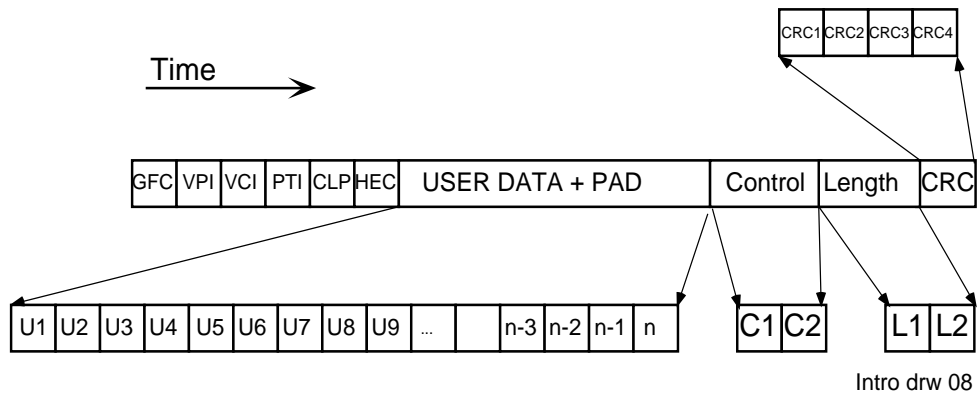 CRC1 CRC2 CRC3 CRC4
Time
GFC VPI VCI PTI CLP HEC USER DATA + PAD Control Length CRC
U1 U2 U3 U4 U5 U6 U7 U8 U9 ... n-3 n-2 n-1 n C1 C2 L1 L2
Intro drw 08